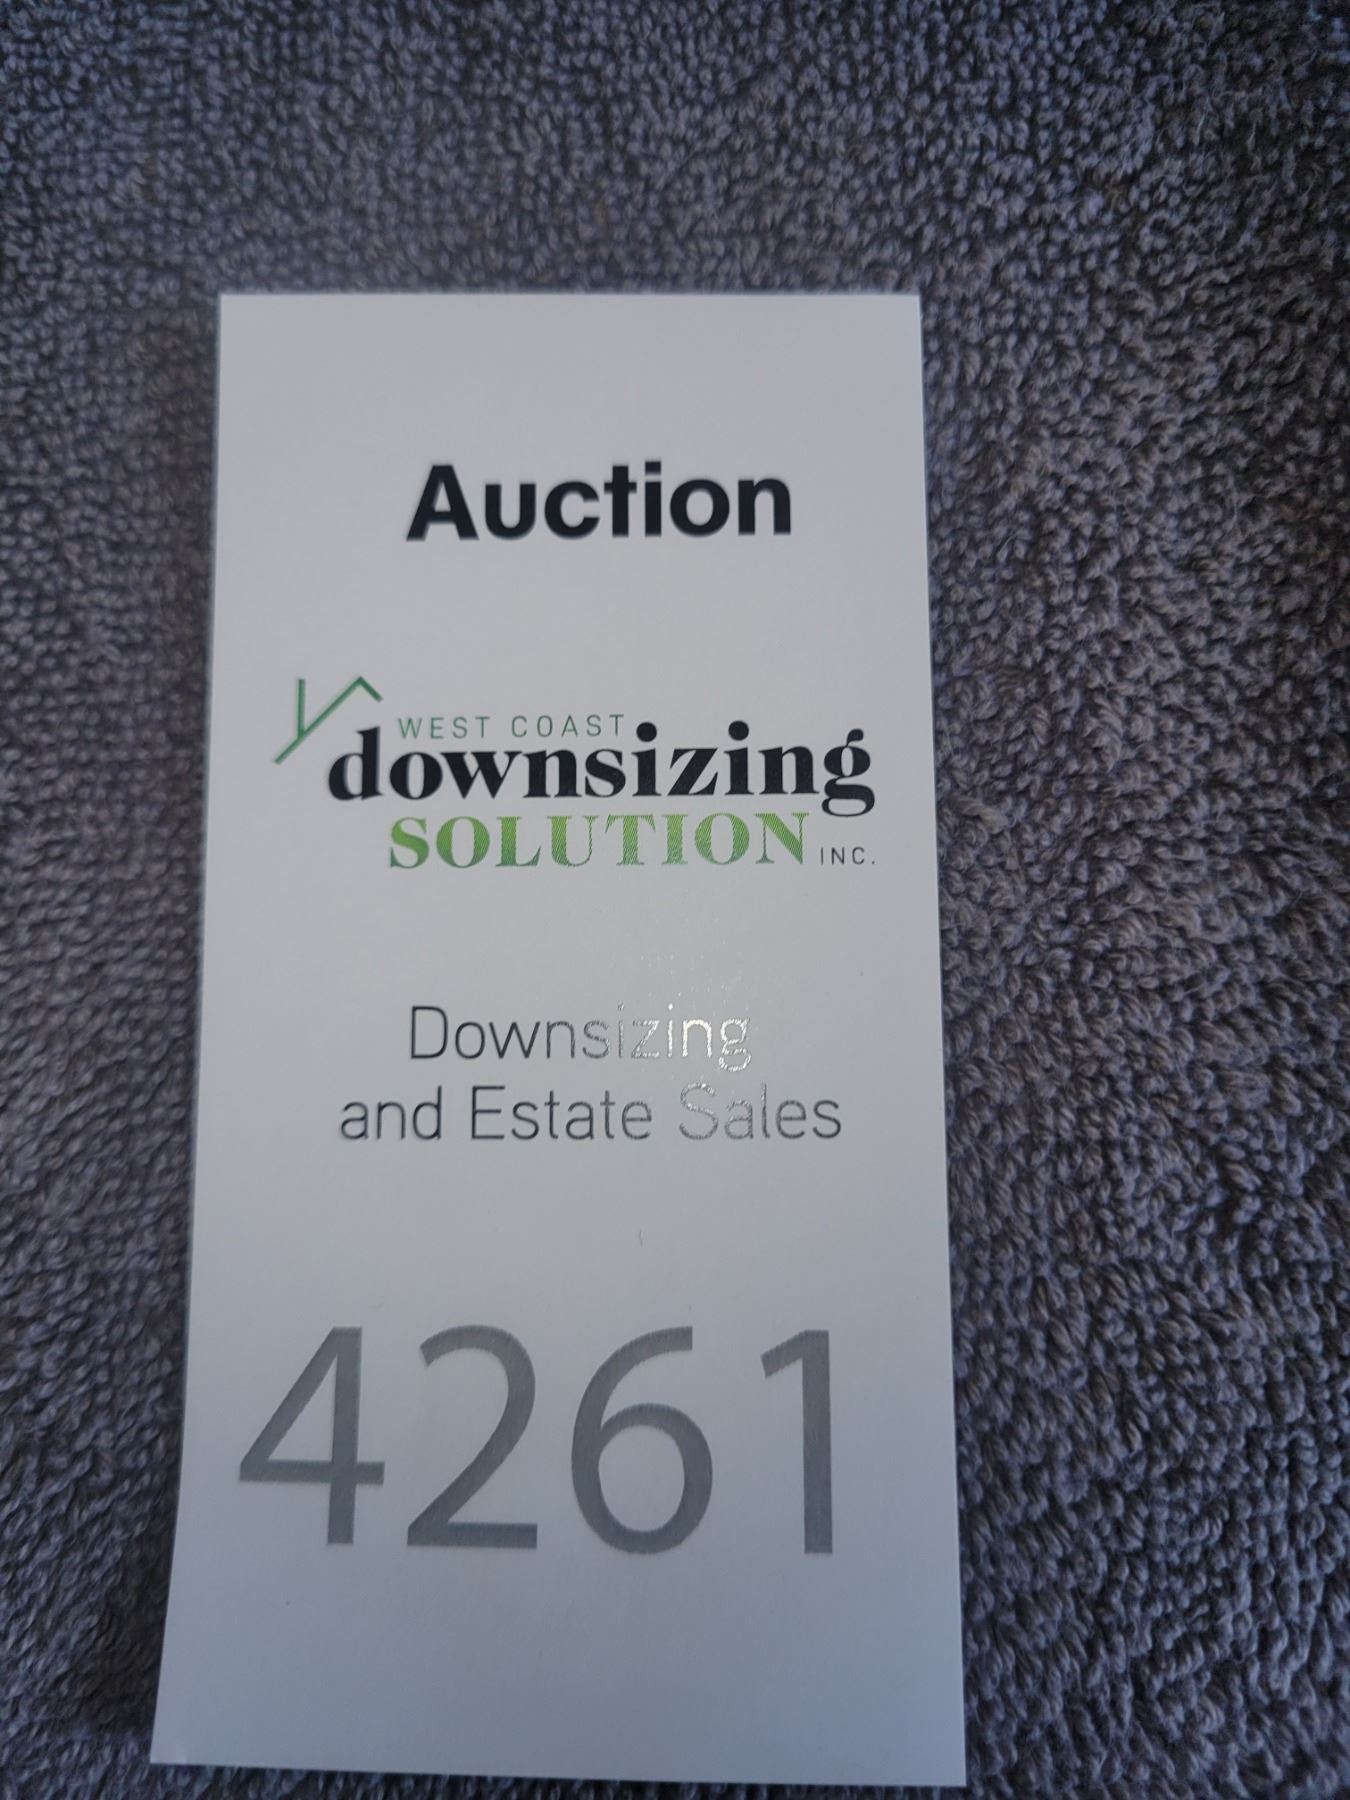 Auction
WEST COAST
downsizing
SOLUTION INC.
Downsizing
and Estate Sales
4261